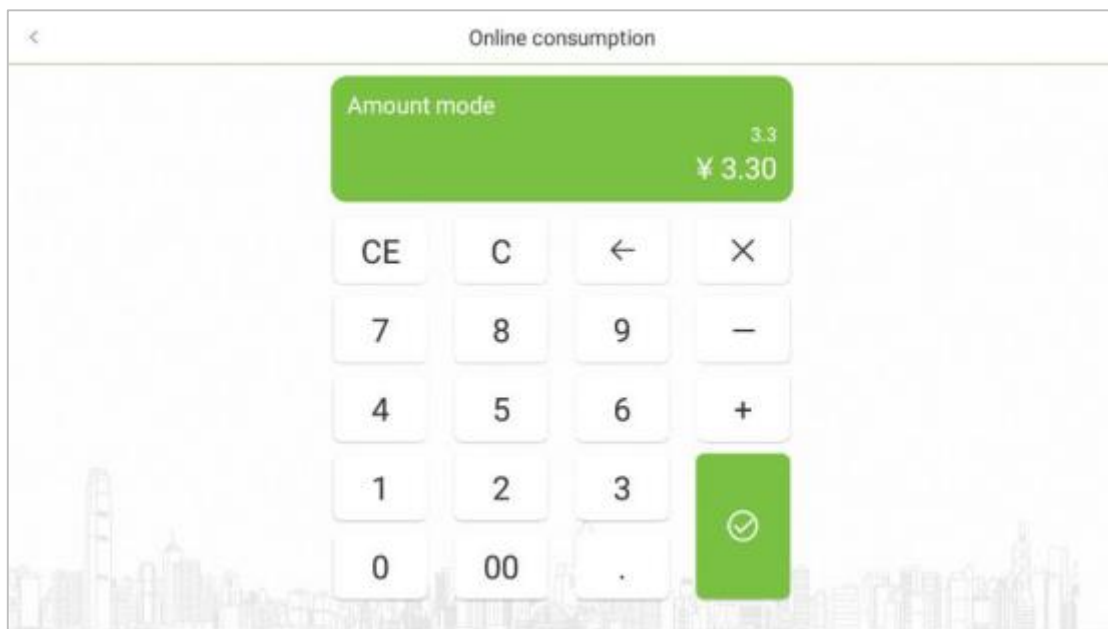 Online consumption
Amount mode
3.3
¥ 3.30
CE C ← ×
7 8 9 −
4 5 6 +
1 2 3
0 00 .